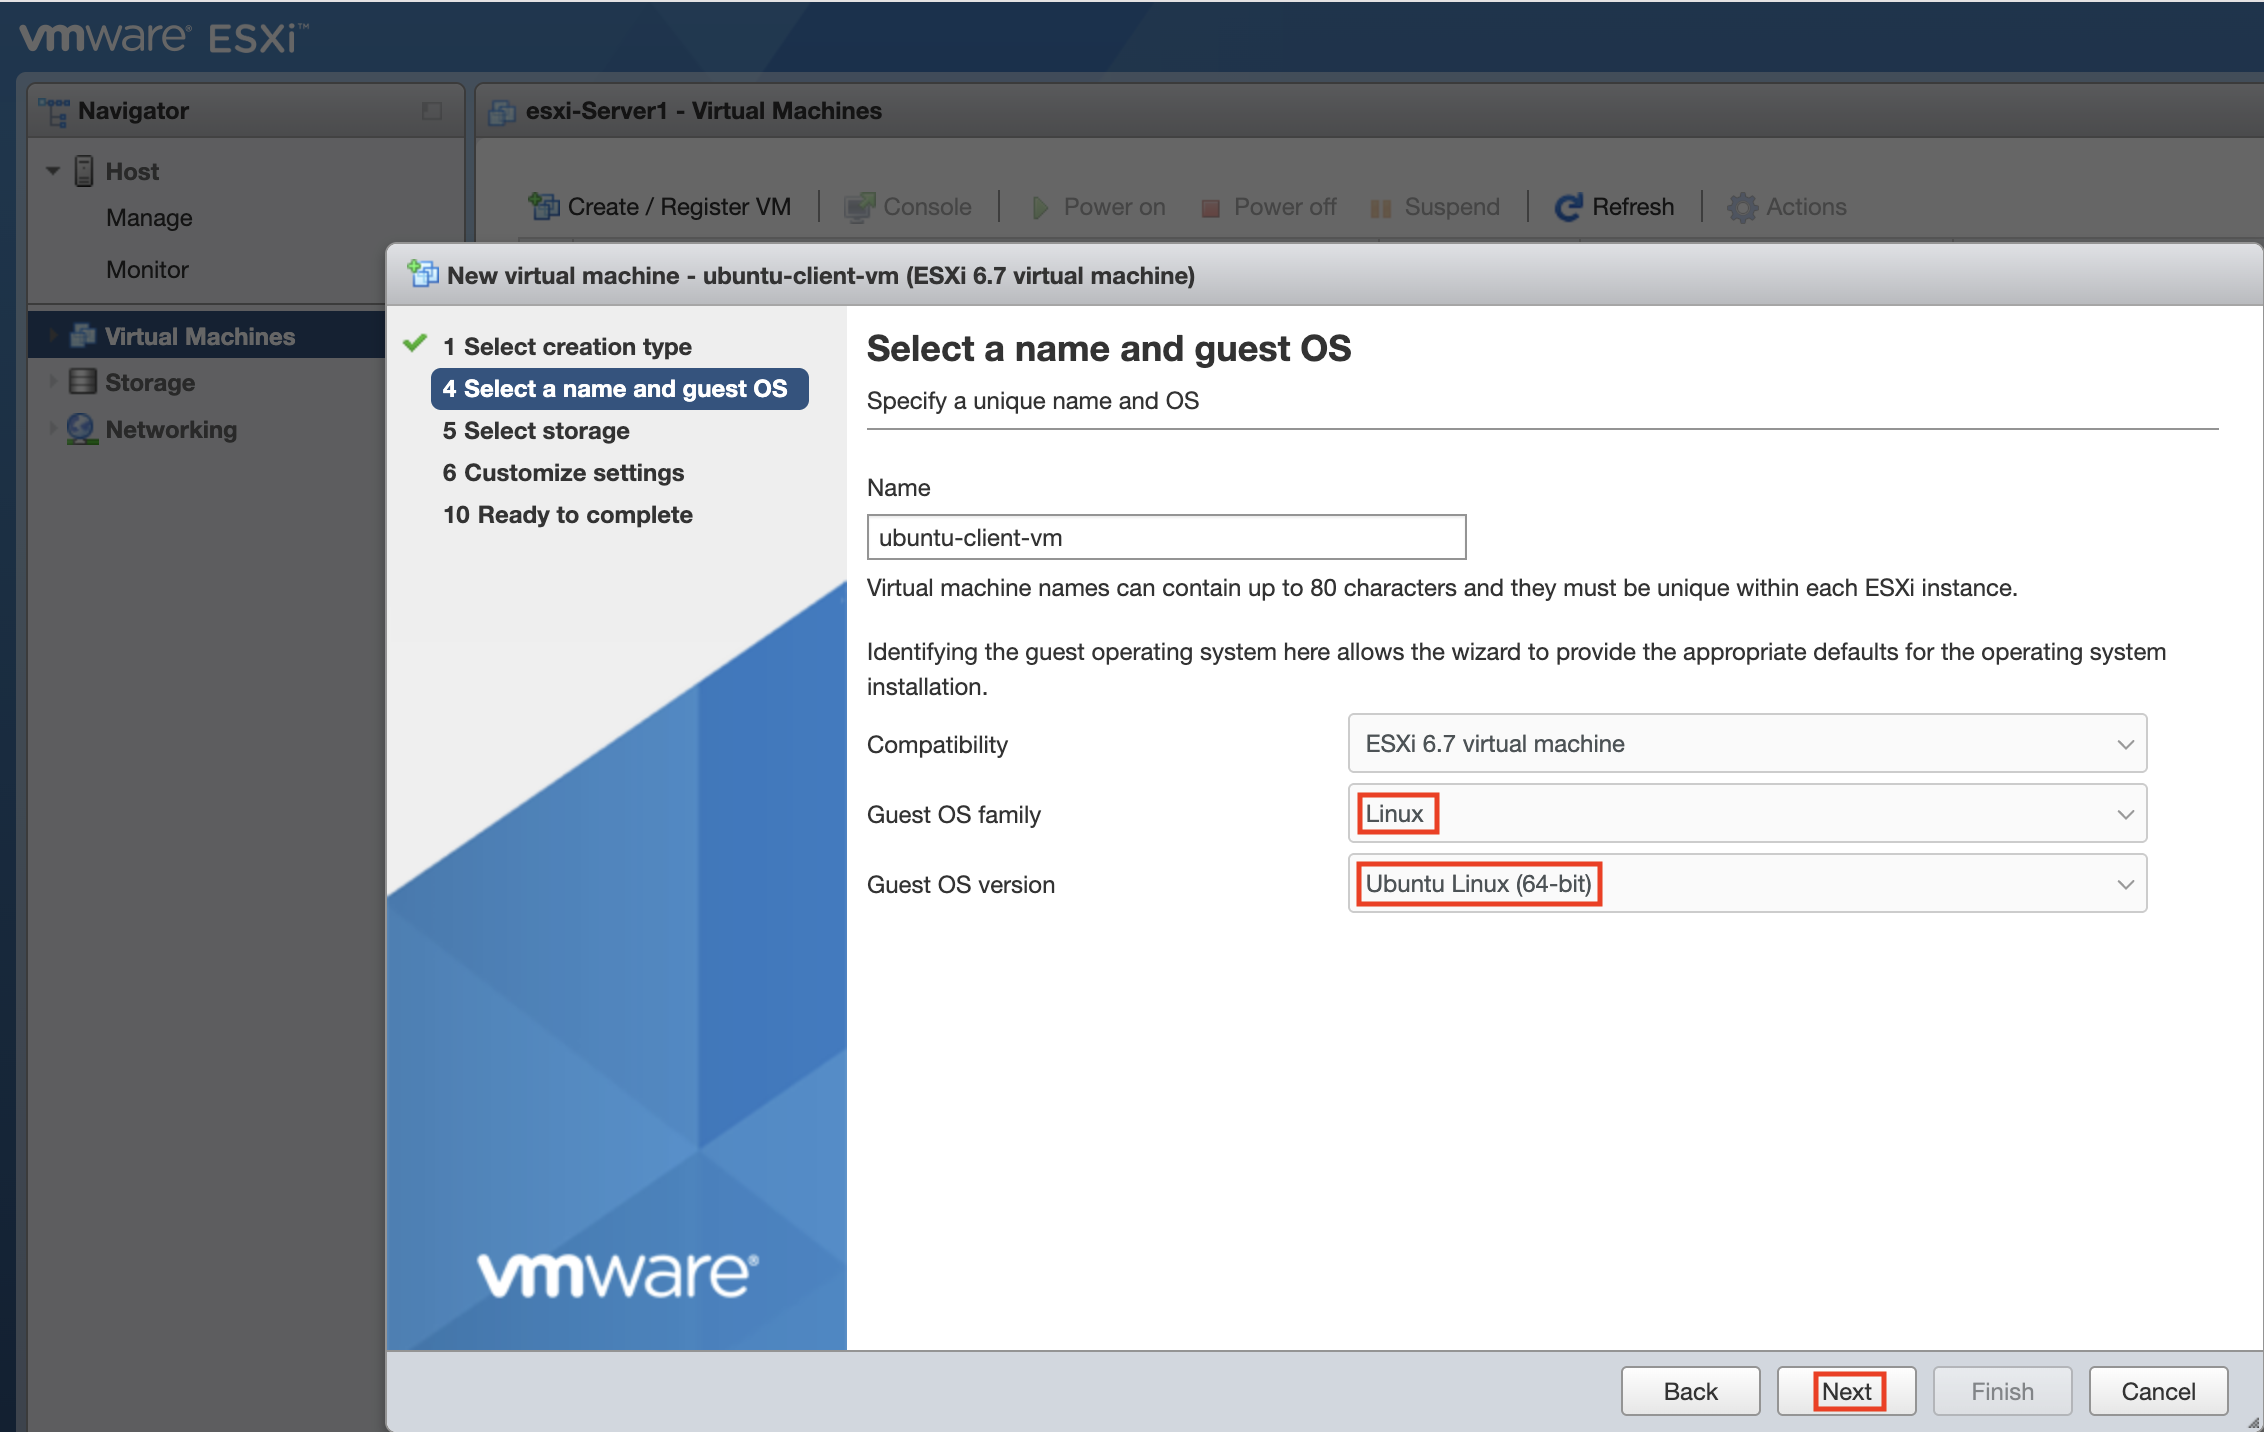 vmware® ESXi™
Navigator
Host
Manage
Monitor
Virtual Machines
Storage
Networking
esxi-Server1 - Virtual Machines
Create / Register VM
Console
Power on
Power off
Suspend
Refresh
Actions
New virtual machine - ubuntu-client-vm (ESXi 6.7 virtual machine)
1 Select creation type
4 Select a name and guest OS
5 Select storage
6 Customize settings
10 Ready to complete
vmware®
Select a name and guest OS
Specify a unique name and OS
Name
ubuntu-client-vm
Virtual machine names can contain up to 80 characters and they must be unique within each ESXi instance.
Identifying the guest operating system here allows the wizard to provide the appropriate defaults for the operating system
installation.
Compatibility
ESXi 6.7 virtual machine
Guest OS family
Linux
Guest OS version
Ubuntu Linux (64-bit)
Back
Next
Finish
Cancel